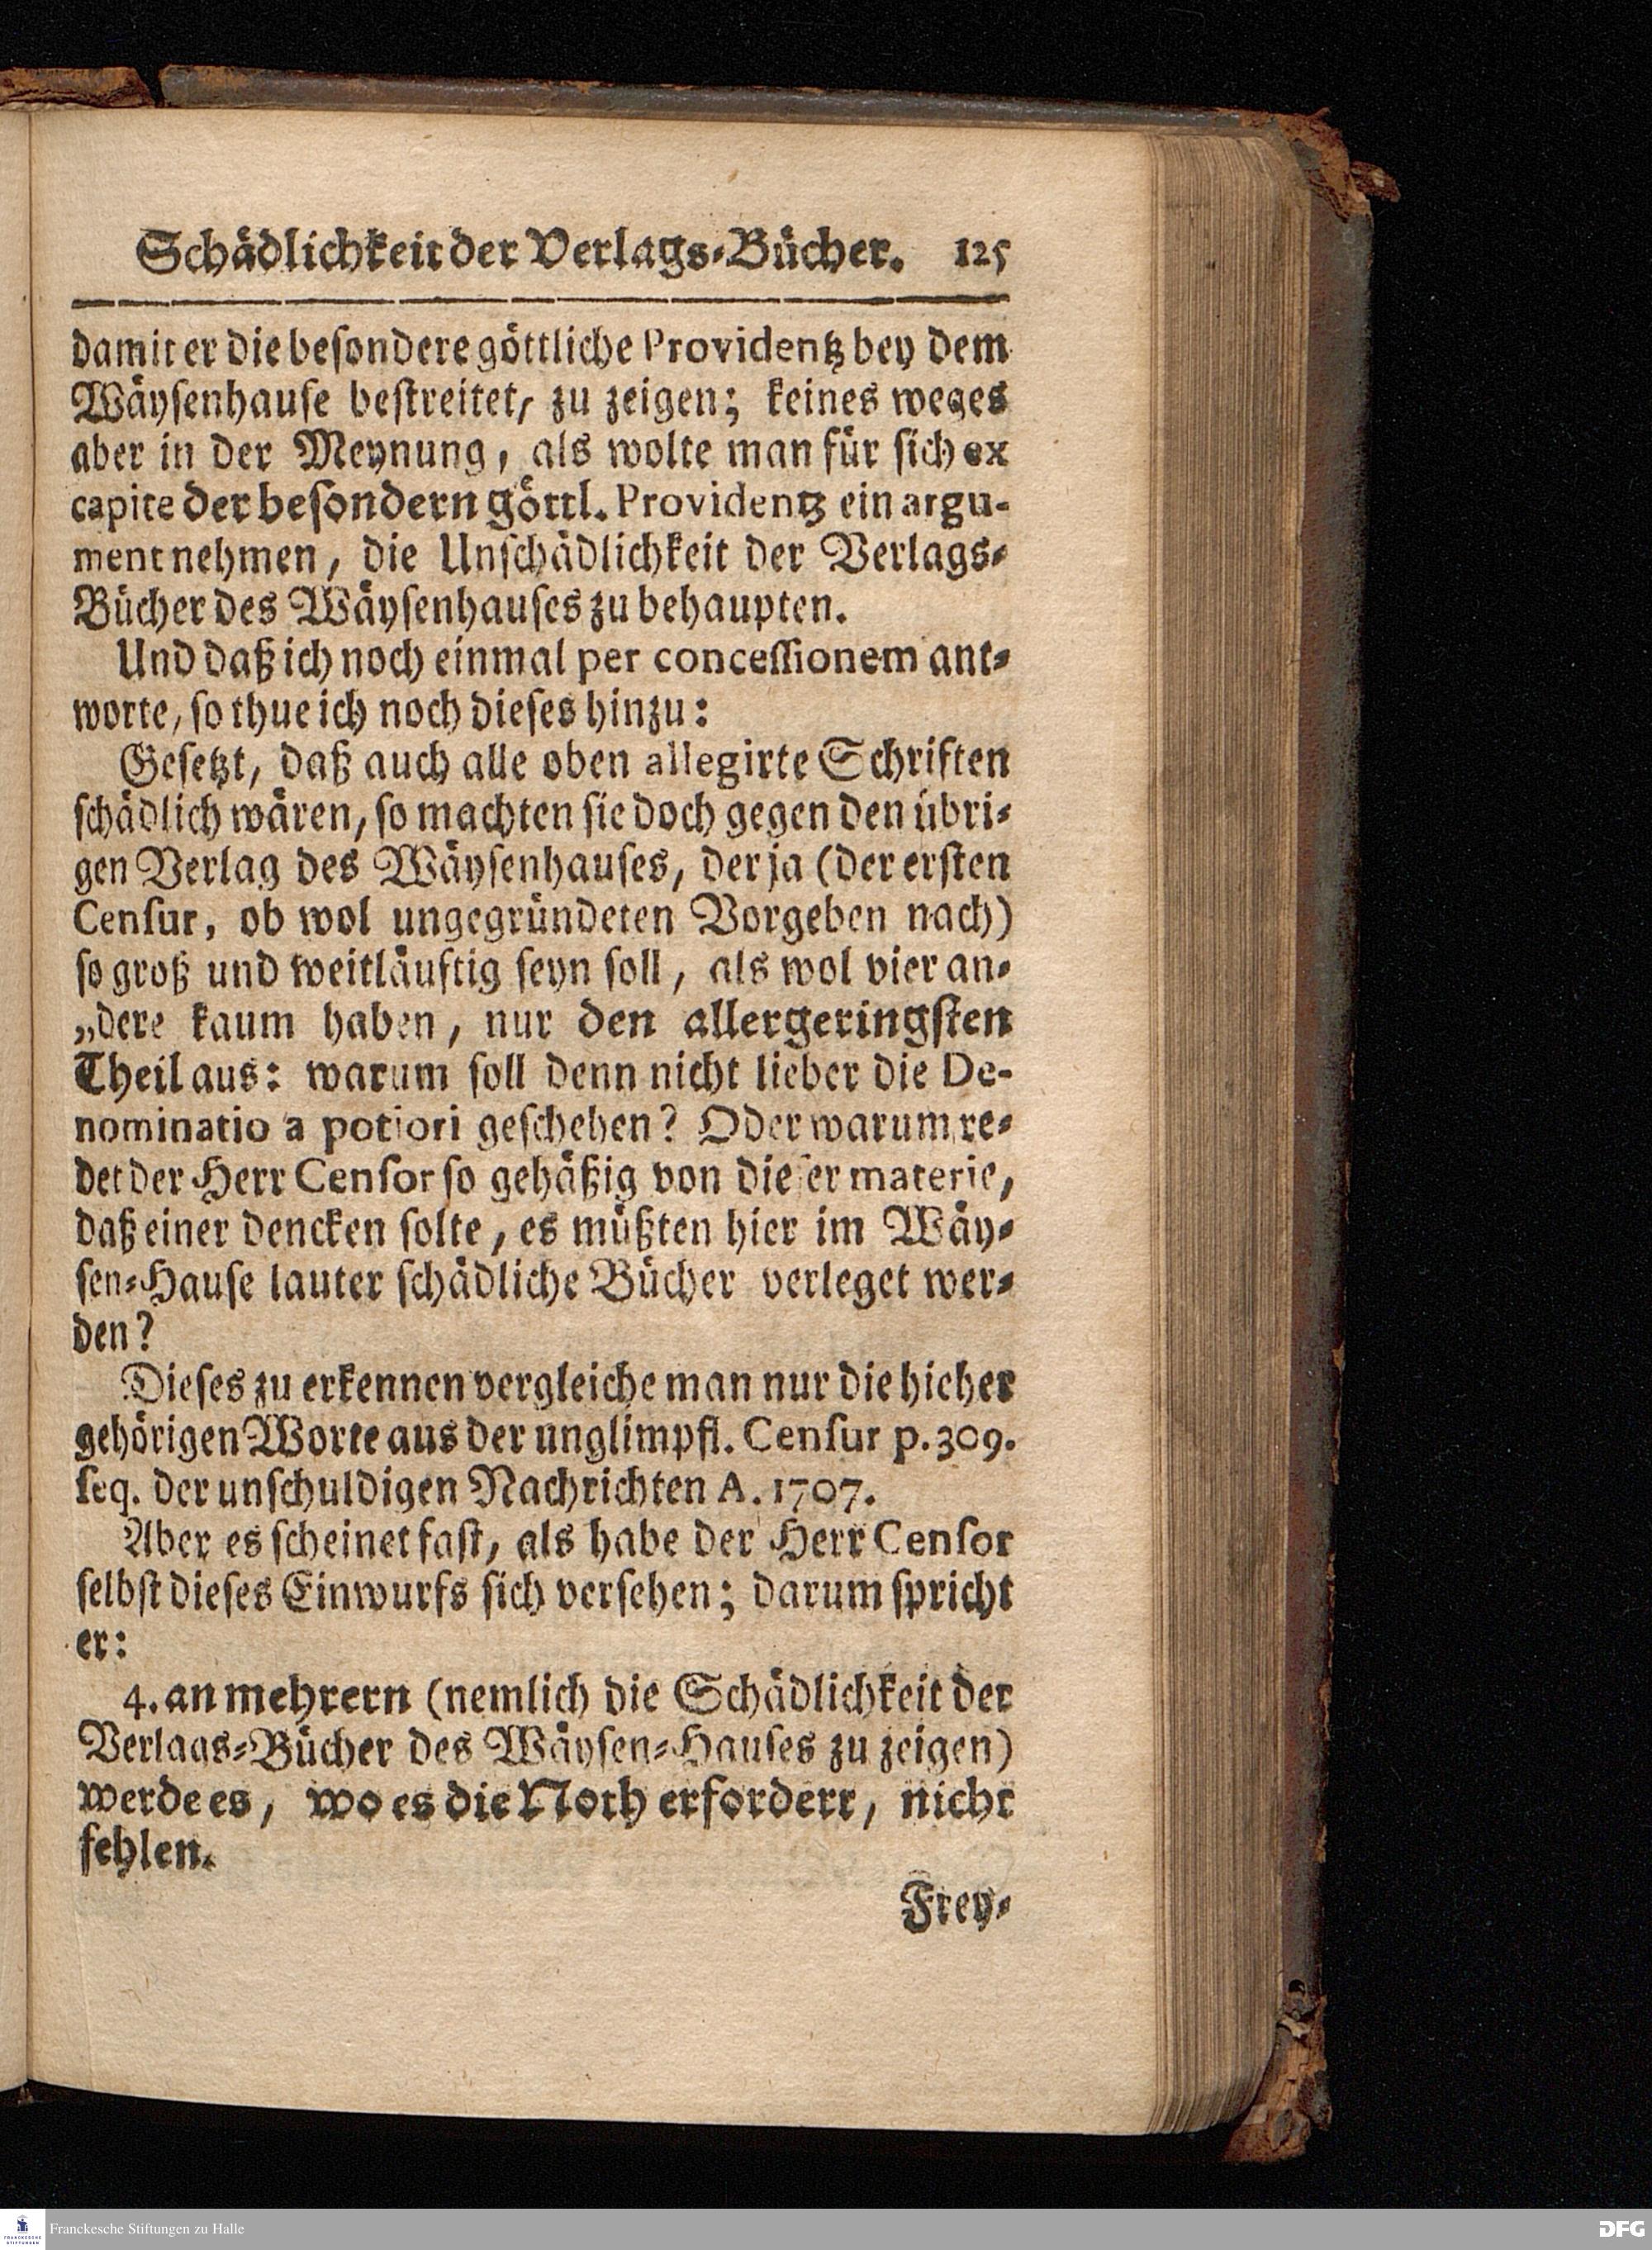 Schädlichkeit der Verlags-Bücher. 125
damit er die besondere göttliche Providentz bey dem
Wäysenhause bestreitet, zu zeigen; keines weges
aber in der Meynung, als wolte man für sich ex
capite der besondern göttl. Providentz ein argu-
ment nehmen, die Unschädlichkeit der Verlags-
Bücher des Wäysenhauses zu behaupten.
Und daß ich noch einmal per concessionem ant-
worte, so thue ich noch dieses hinzu:
Gesetzt, daß auch alle oben allegirte Schriften
schädlich wären, so machten sie doch gegen den übri-
gen Verlag des Wäysenhauses, der ja (der ersten
Censur, ob wol ungegründeten Vorgeben nach)
so groß und weitläuftig seyn soll, als wol vier an-
„dere kaum haben, nur den allergeringsten
Theil aus: warum soll denn nicht lieber die De-
nominatio a potiori geschehen? Oder warum re-
det der Herr Censor so gehäßig von dieser materie,
daß einer dencken solte, es müßten hier im Wäy-
sen-Hause lauter schädliche Bücher verleget wer-
den?
Dieses zu erkennen vergleiche man nur die hieher
gehörigen Worte aus der unglimpfl. Censur p. 309.
seq. der unschuldigen Nachrichten A. 1707.
Aber es scheinet fast, als habe der Herr Censor
selbst dieses Einwurfs sich versehen; darum spricht
er:
4. an mehrern (nemlich die Schädlichkeit der
Verlags-Bücher des Wäysen-Hauses zu zeigen)
werde es, wo es die Noth erfordert, nicht
fehlen.
Frey-
FRANCKESCHE STIFTUNGEN
Franckesche Stiftungen zu Halle
DFG